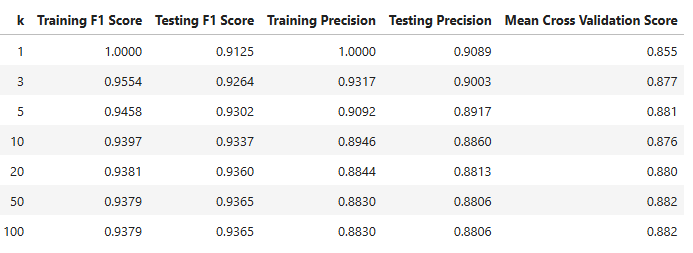 k Training F1 Score Testing F1 Score Training Precision Testing Precision Mean Cross Validation Score
1 1.0000 0.9125 1.0000 0.9089 0.855
3 0.9554 0.9264 0.9317 0.9003 0.877
5 0.9458 0.9302 0.9092 0.8917 0.881
10 0.9397 0.9337 0.8946 0.8860 0.876
20 0.9381 0.9360 0.8844 0.8813 0.880
50 0.9379 0.9365 0.8830 0.8806 0.882
100 0.9379 0.9365 0.8830 0.8806 0.882